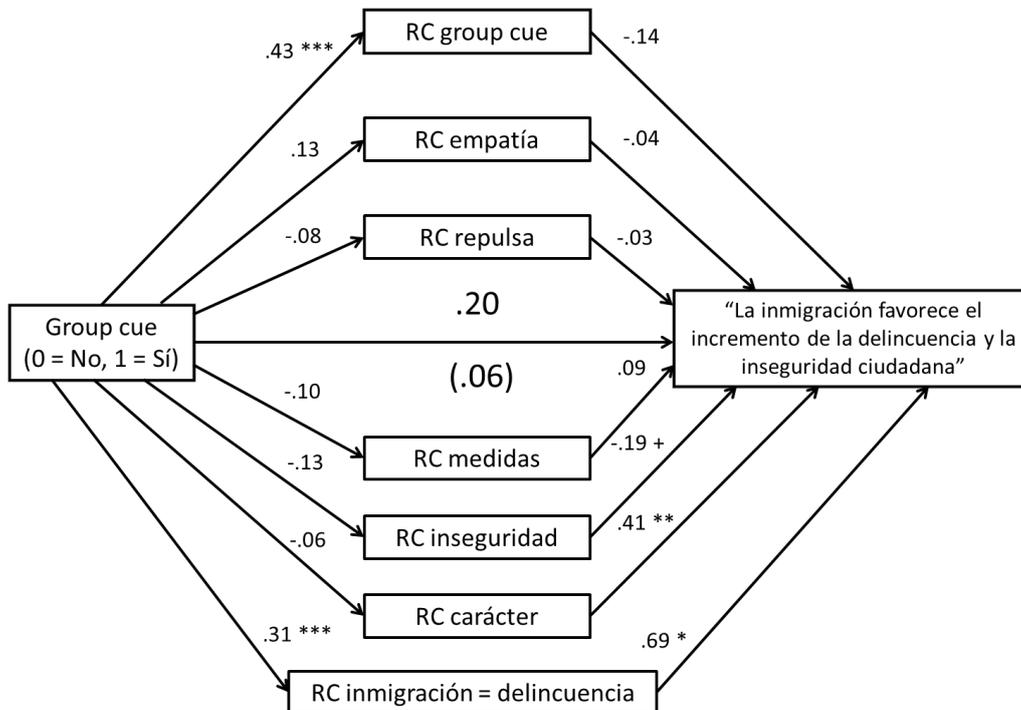 RC group cue
.43 ***
-.14
RC empatía
.13
-.04
RC repulsa
-.08
-.03
Group cue
(0 = No, 1 = Sí)
.20
(.06)
“La inmigración favorece el
incremento de la delincuencia y la
inseguridad ciudadana”
-.10
.09
RC medidas
-.13
-.19 +
RC inseguridad
-.06
.41 **
RC carácter
.31 ***
.69 *
RC inmigración = delincuencia